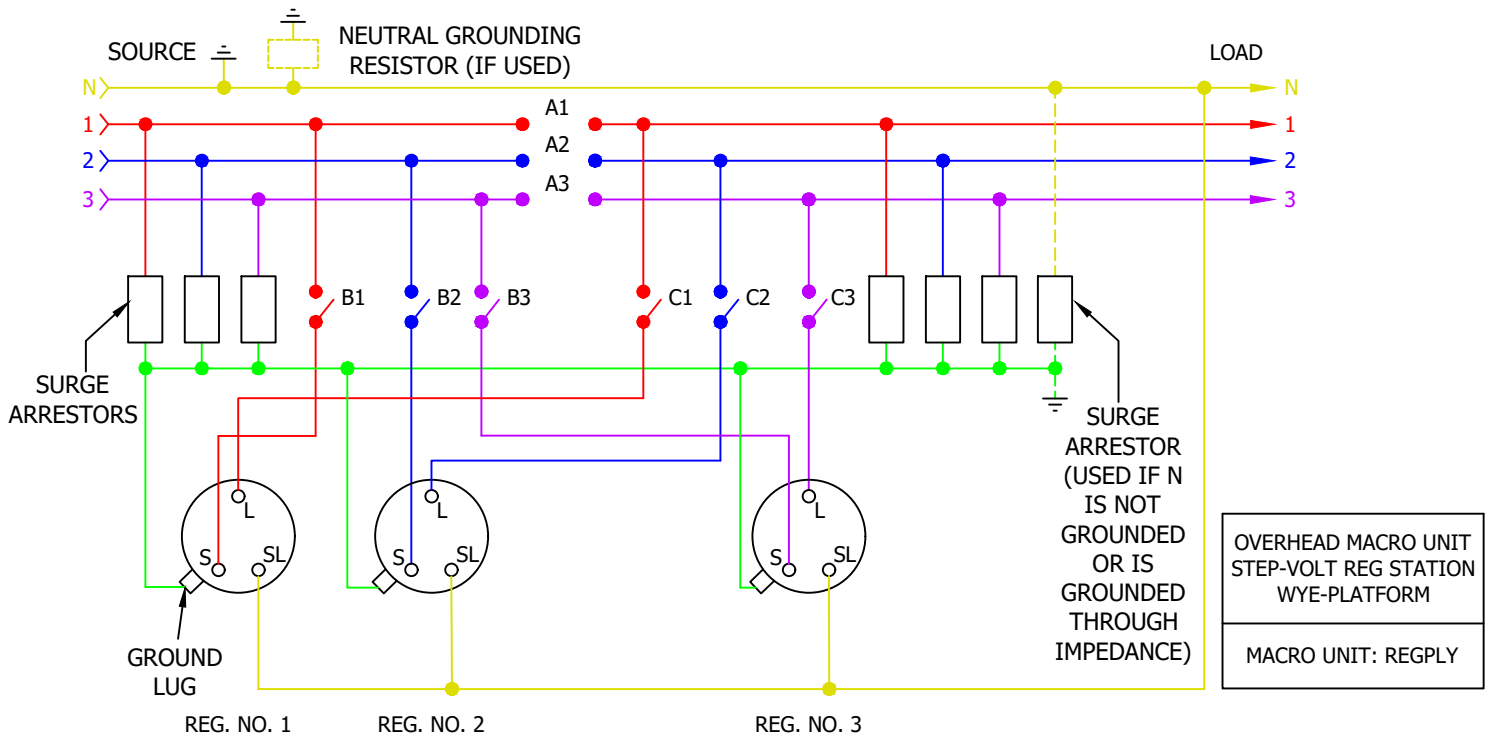 SOURCE
NEUTRAL GROUNDING
RESISTOR (IF USED)
LOAD
N
N
1
A1
1
2
A2
2
3
A3
3
B1
B2
B3
C1
C2
C3
SURGE
ARRESTORS
SURGE
ARRESTOR
(USED IF N
IS NOT
GROUNDED
OR IS
GROUNDED
THROUGH
IMPEDANCE)
L
S
SL
L
S
SL
L
S
SL
GROUND
LUG
REG. NO. 1
REG. NO. 2
REG. NO. 3
OVERHEAD MACRO UNIT
STEP-VOLT REG STATION
WYE-PLATFORM
MACRO UNIT: REGPLY